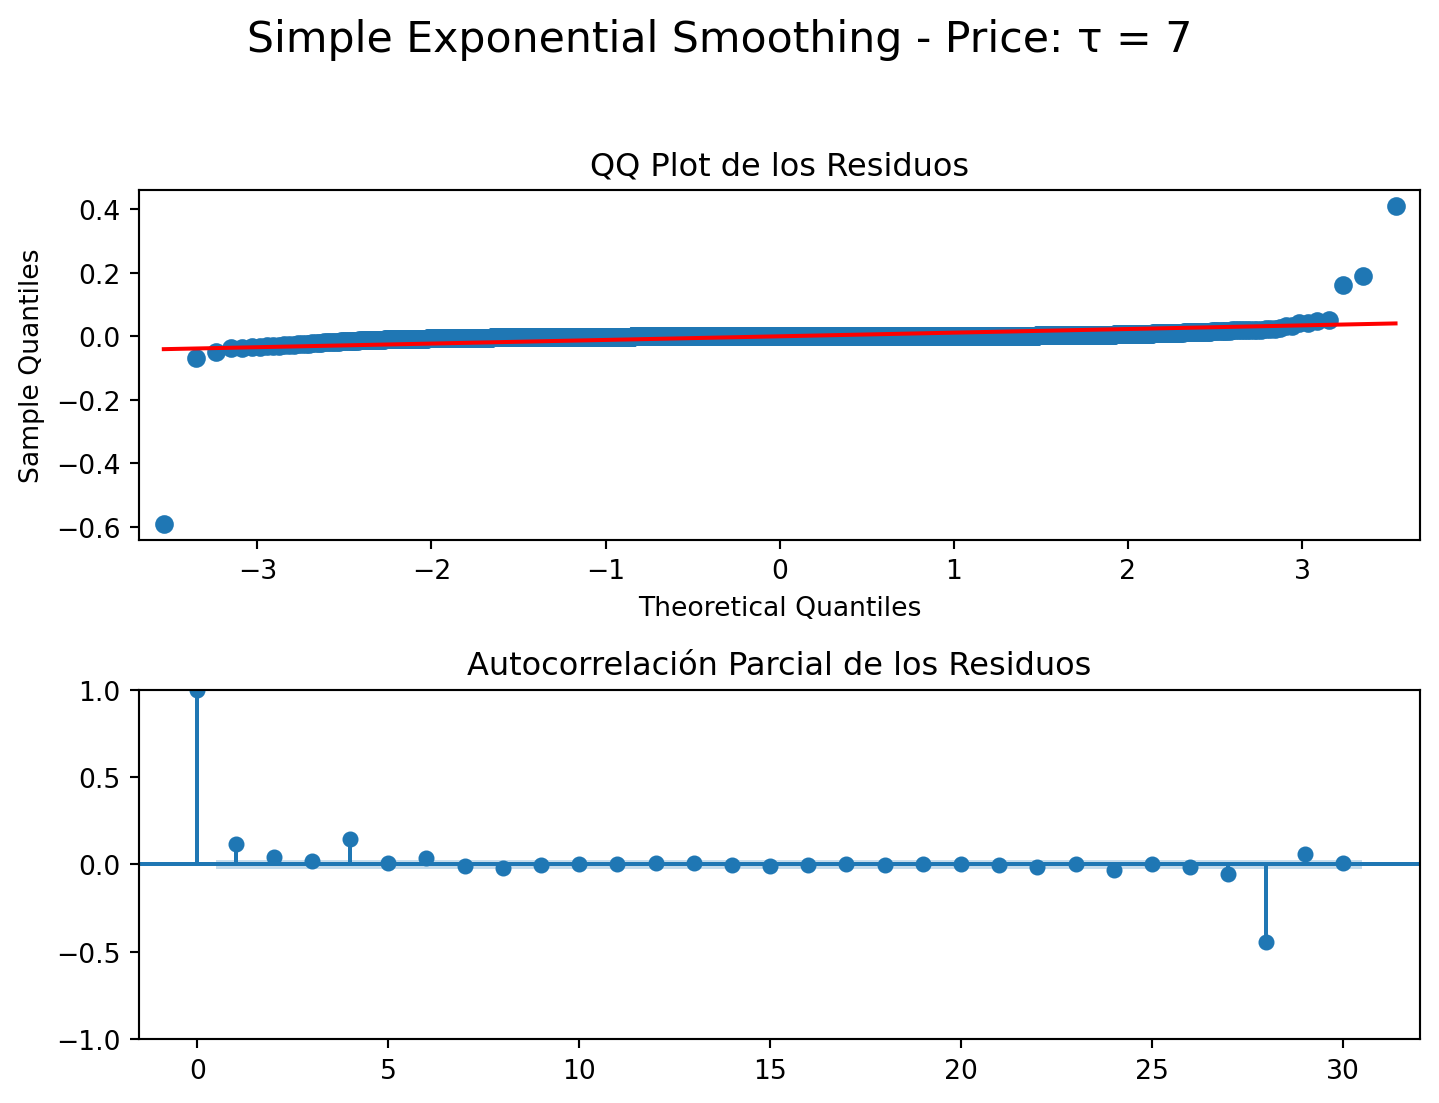 Simple Exponential Smoothing - Price: τ = 7
QQ Plot de los Residuos
0.4
0.2
0.0
−0.2
−0.4
−0.6
Sample Quantiles
−3 −2 −1 0 1 2 3
Theoretical Quantiles
Autocorrelación Parcial de los Residuos
1.0
0.5
0.0
−0.5
−1.0
0 5 10 15 20 25 30